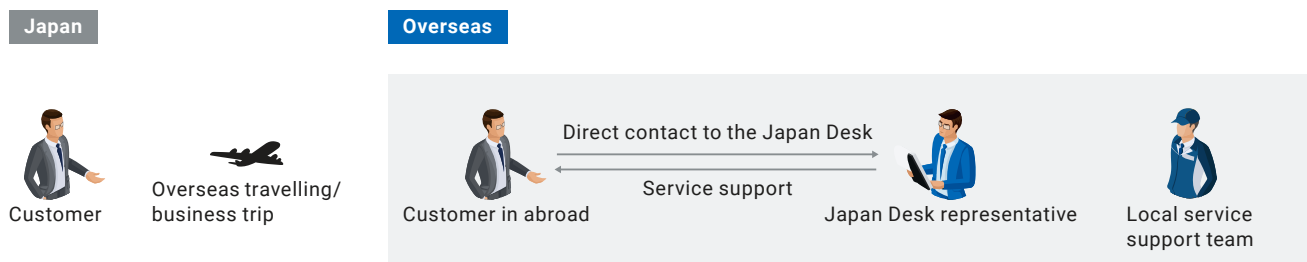 Japan
Overseas
Customer
Overseas travelling/
business trip
Customer in abroad
Direct contact to the Japan Desk
Service support
Japan Desk representative
Local service
support team